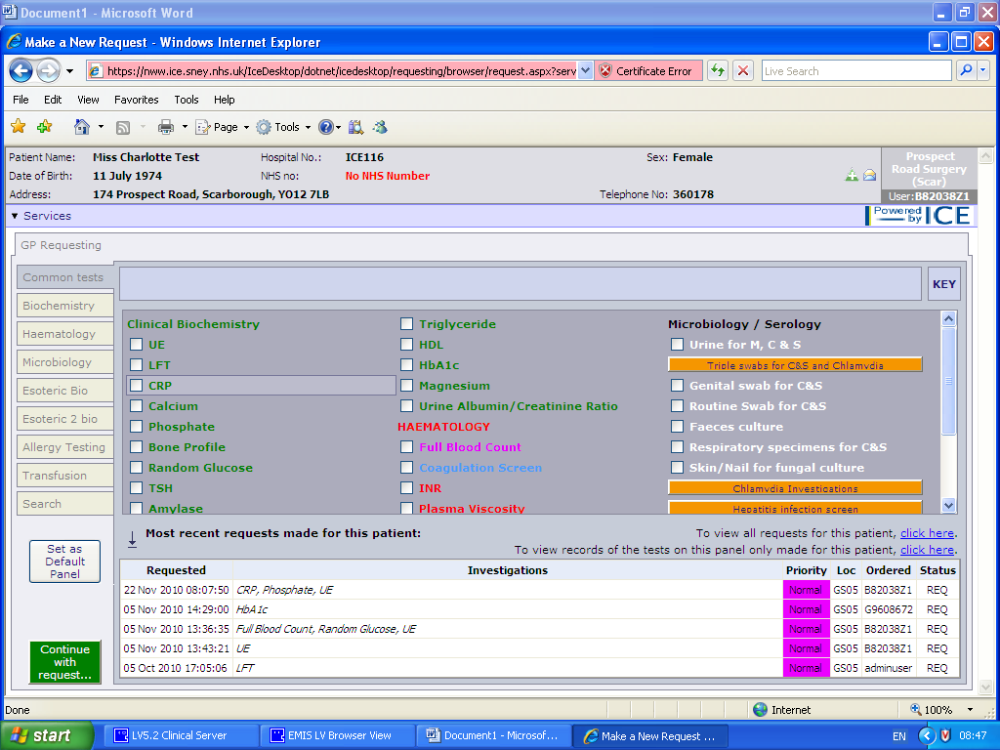 Document1 - Microsoft Word
Make a New Request - Windows Internet Explorer
https://nww.ice.sney.nhs.uk/IceDesktop/dotnet/icedesktop/requesting/browser/request.aspx?serv Certificate Error Live Search
File Edit View Favorites Tools Help
Page Tools
Patient Name: Miss Charlotte Test Hospital No.: ICE116 Sex: Female
Date of Birth: 11 July 1974 NHS no: No NHS Number
Address: 174 Prospect Road, Scarborough, YO12 7LB Telephone No: 360178
Prospect
Road Surgery
(Scar)
User:B82038Z1
Services
Powered
by ICE
GP Requesting
Common tests
Biochemistry
Haematology
Microbiology
Esoteric Bio
Esoteric 2 bio
Allergy Testing
Transfusion
Search
Set as
Default
Panel
Continue
with
request...
KEY
Clinical Biochemistry
UE
LFT
CRP
Calcium
Phosphate
Bone Profile
Random Glucose
TSH
Amylase
Triglyceride
HDL
HbA1c
Magnesium
Urine Albumin/Creatinine Ratio
HAEMATOLOGY
Full Blood Count
Coagulation Screen
INR
Plasma Viscosity
Microbiology / Serology
Urine for M, C & S
Triple swabs for C&S and Chlamydia
Genital swab for C&S
Routine Swab for C&S
Faeces culture
Respiratory specimens for C&S
Skin/Nail for fungal culture
Chlamydia Investigations
Hepatitis infection screen
Most recent requests made for this patient:
To view all requests for this patient, click here.
To view records of the tests on this panel only made for this patient, click here.
Requested Investigations Priority Loc Ordered Status
22 Nov 2010 08:07:50 CRP, Phosphate, UE Normal GS05 B82038Z1 REQ
05 Nov 2010 14:29:00 HbA1c Normal GS05 G9608672 REQ
05 Nov 2010 13:36:35 Full Blood Count, Random Glucose, UE Normal GS05 B82038Z1 REQ
05 Nov 2010 13:43:21 UE Normal GS05 B82038Z1 REQ
05 Oct 2010 17:05:06 LFT Normal GS05 adminuser REQ
Done Internet 100%
start LV5.2 Clinical Server EMIS LV Browser View Document1 - Microsof... Make a New Request ... EN 08:47